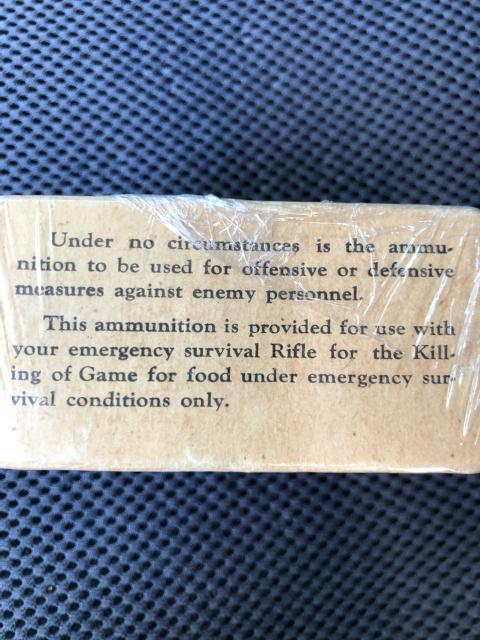 Under no circumstances is the ammu-
nition to be used for offensive or defensive
measures against enemy personnel.
This ammunition is provided for use with
your emergency survival Rifle for the Kill-
ing of Game for food under emergency sur-
vival conditions only.